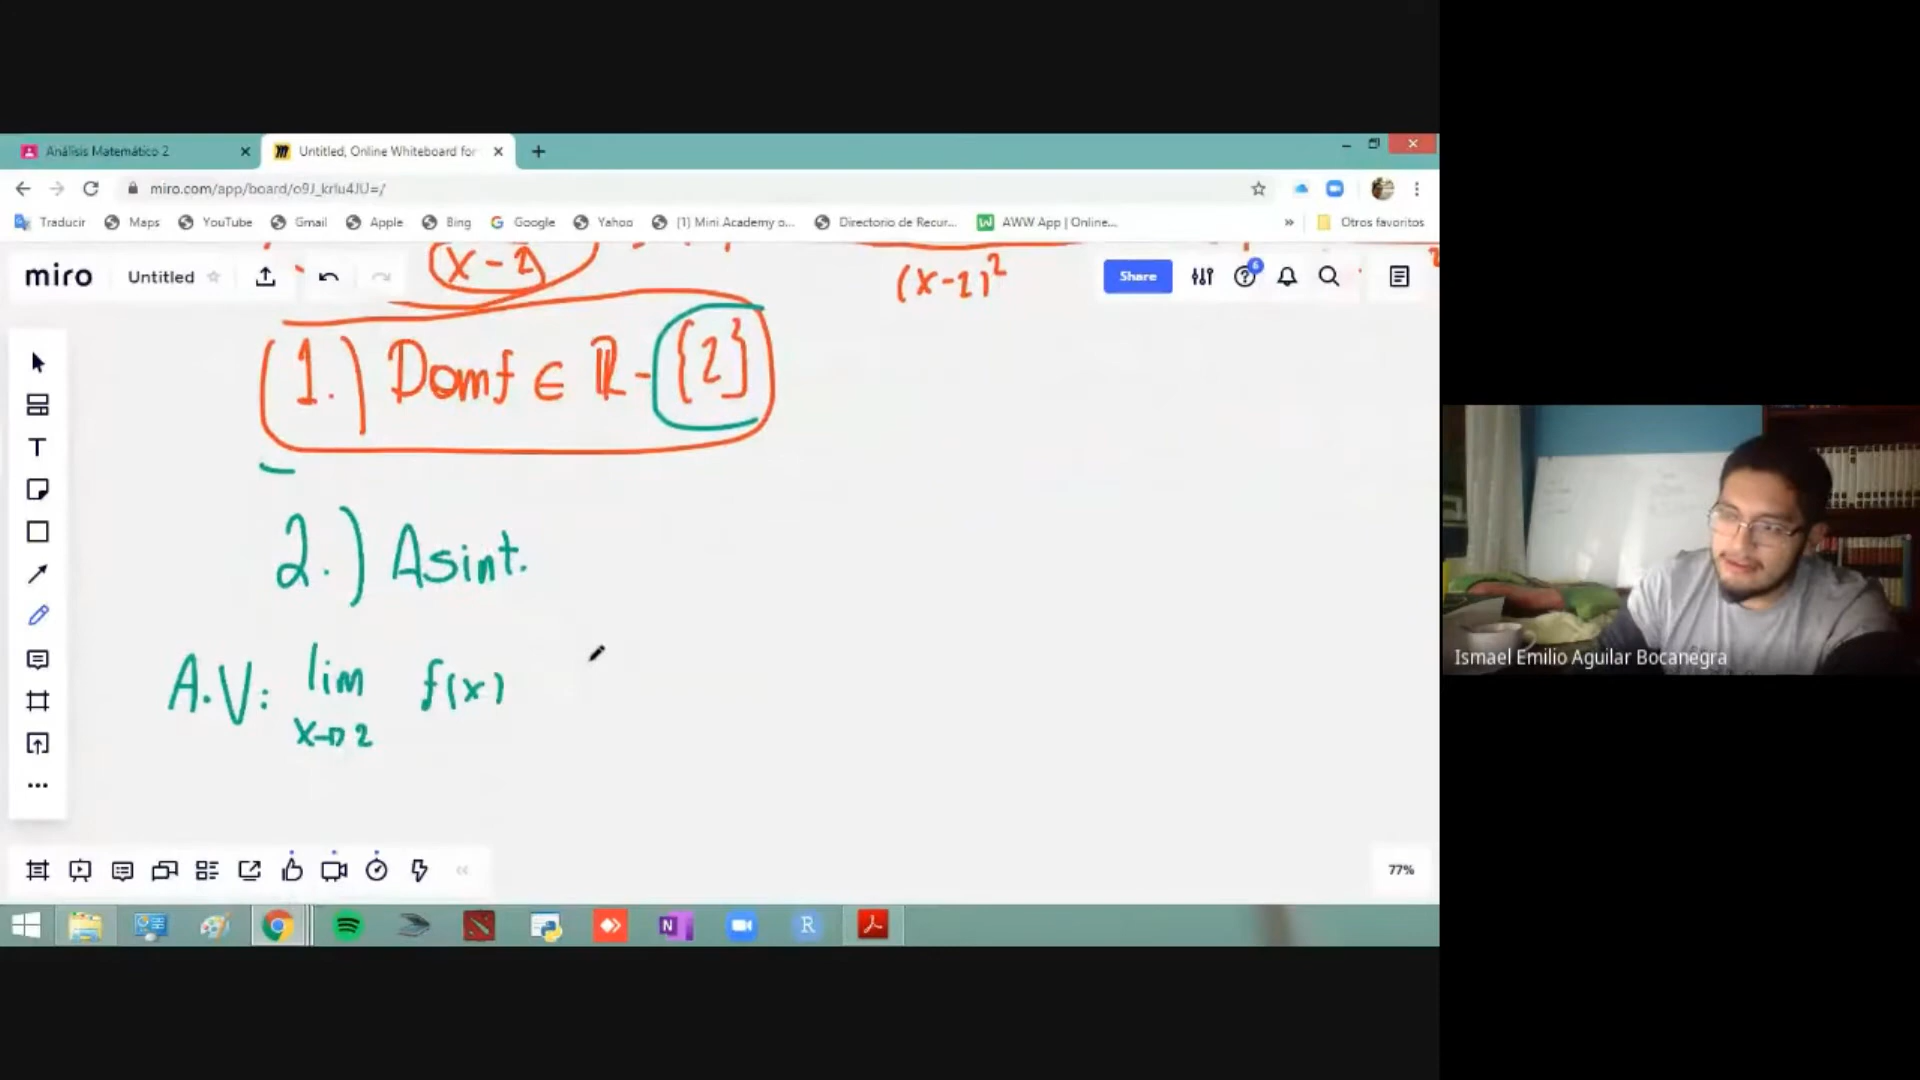 Análisis Matemático 2
Untitled, Online Whiteboard for
miro.com/app/board/o9J_krlu4JU=/
Traducir Maps YouTube Gmail Apple Bing Google Yahoo [1] Mini Academy o... Directorio de Recur... AWW App | Online... » Otros favoritos
(x-2)
(x-2)²
miro Untitled Share 6
1.) Domf ∈ ℝ - {2}
2.) Asint.
A.V: lim f(x)
x→2
77%
Ismael Emilio Aguilar Bocanegra